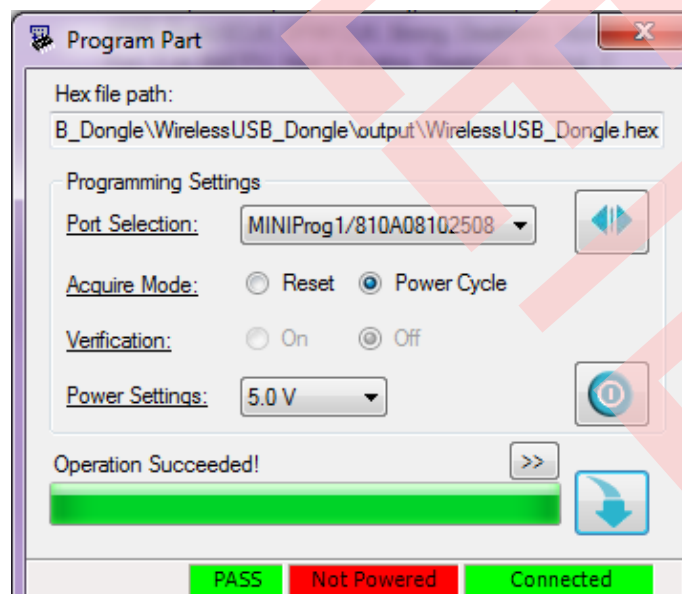 Program Part
Hex file path:
B_Dongle\WirelessUSB_Dongle\output\WirelessUSB_Dongle.hex
Programming Settings
Port Selection: MINIProg1/810A08102508
Acquire Mode: Reset Power Cycle
Verification: On Off
Power Settings: 5.0 V
Operation Succeeded! >>
PASS Not Powered Connected